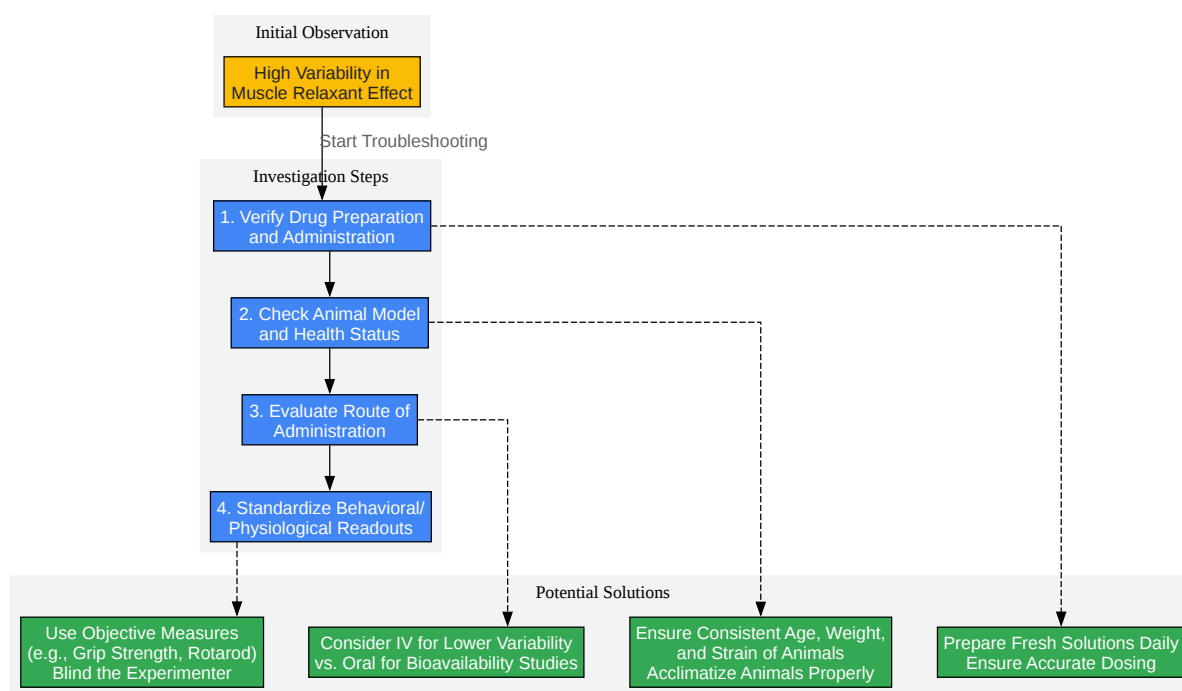 Initial Observation
High Variability in
Muscle Relaxant Effect
Start Troubleshooting
Investigation Steps
1. Verify Drug Preparation
and Administration
2. Check Animal Model
and Health Status
3. Evaluate Route of
Administration
4. Standardize Behavioral/
Physiological Readouts
Potential Solutions
Use Objective Measures
(e.g., Grip Strength, Rotarod)
Blind the Experimenter
Consider IV for Lower Variability
vs. Oral for Bioavailability Studies
Ensure Consistent Age, Weight,
and Strain of Animals
Acclimatize Animals Properly
Prepare Fresh Solutions Daily
Ensure Accurate Dosing